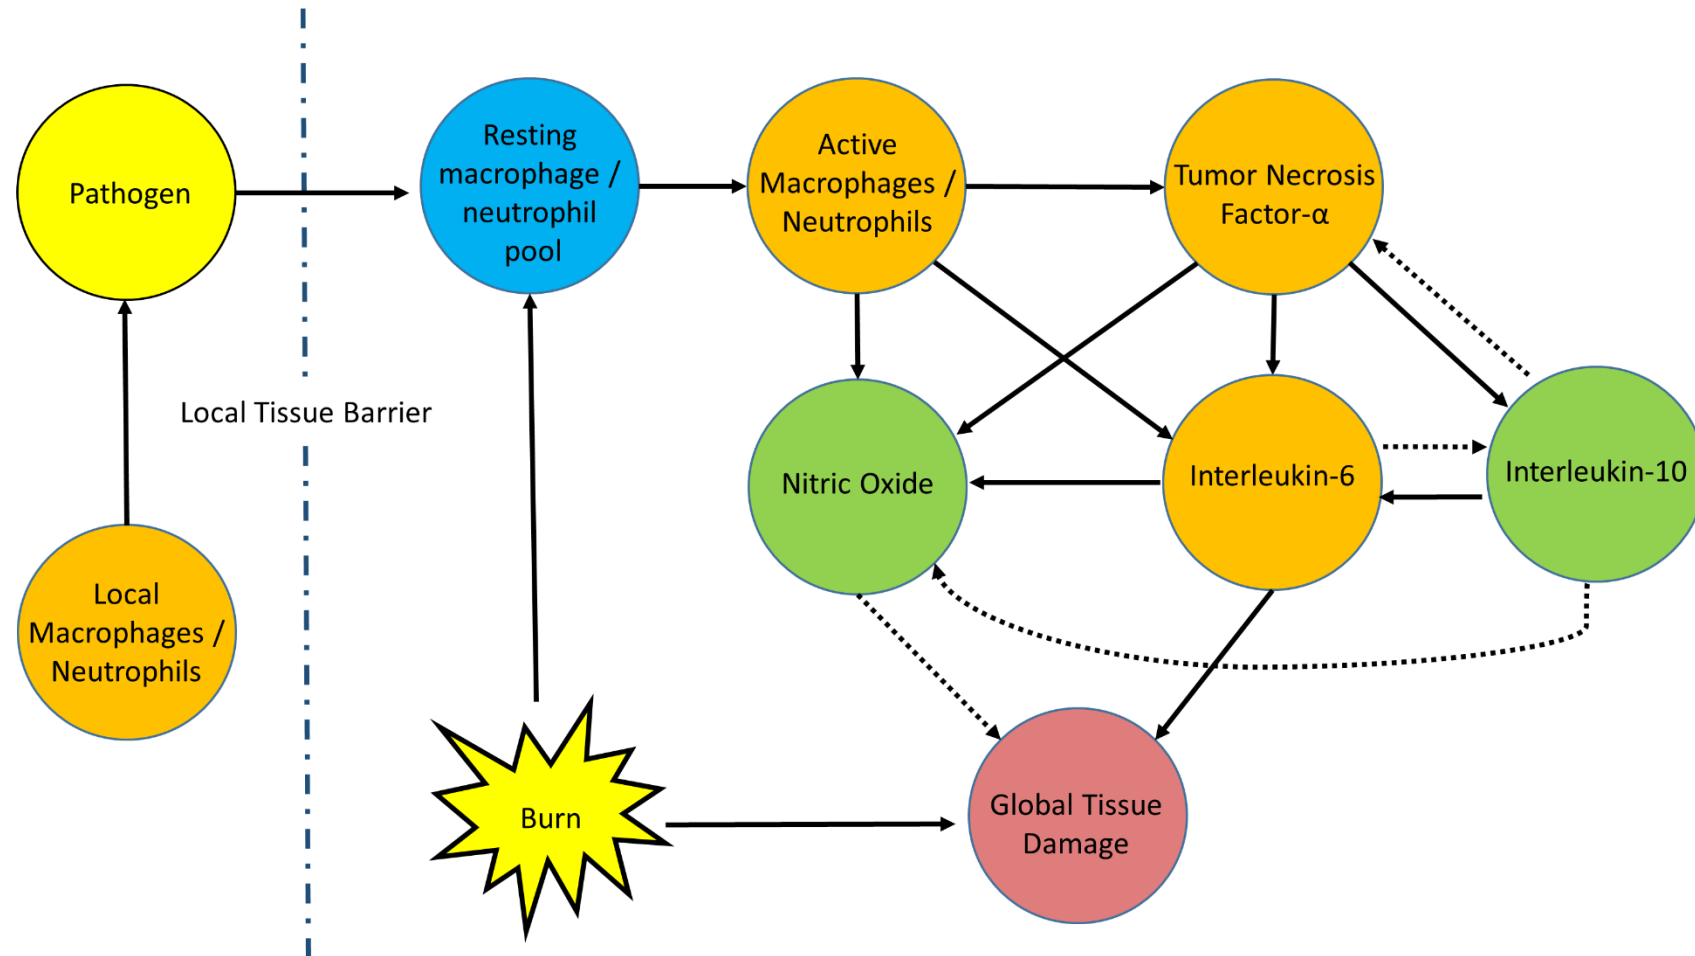 Pathogen
Resting
macrophage /
neutrophil
pool
Active
Macrophages /
Neutrophils
Tumor Necrosis
Factor-α
Local Tissue Barrier
Nitric Oxide
Interleukin-6
Interleukin-10
Local
Macrophages /
Neutrophils
Burn
Global Tissue
Damage